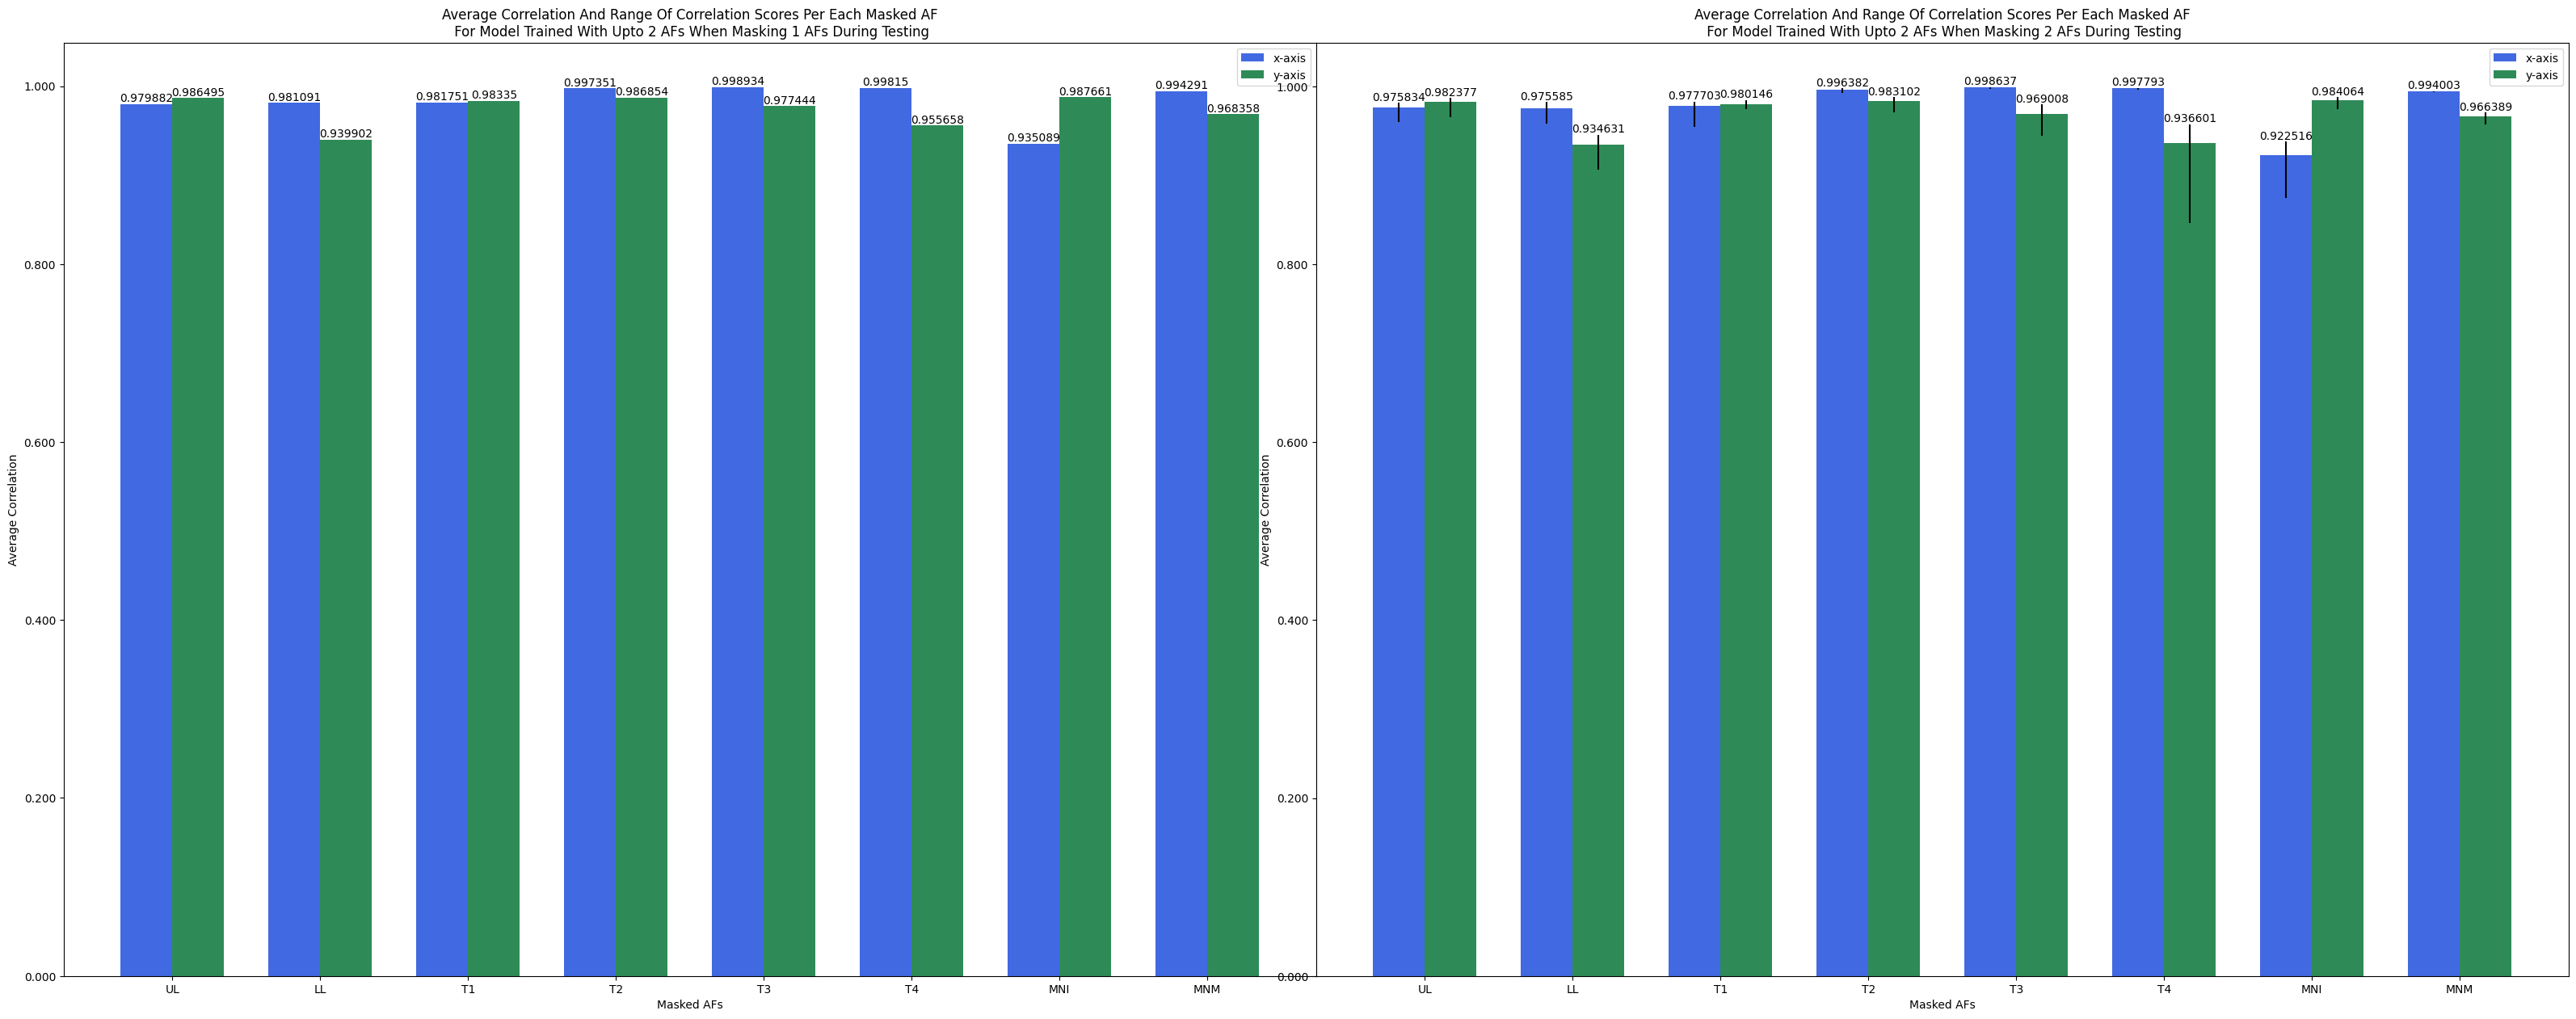 Average Correlation And Range Of Correlation Scores Per Each Masked AF
For Model Trained With Upto 2 AFs When Masking 1 AFs During Testing
x-axis
y-axis
0.979882
0.986495
0.981091
0.939902
0.981751
0.98335
0.997351
0.986854
0.998934
0.977444
0.99815
0.955658
0.935089
0.987661
0.994291
0.968358
1.000
0.800
0.600
0.400
0.200
0.000
Average Correlation
UL
LL
T1
T2
T3
T4
MNI
MNM
Masked AFs
Average Correlation And Range Of Correlation Scores Per Each Masked AF
For Model Trained With Upto 2 AFs When Masking 2 AFs During Testing
x-axis
y-axis
0.975834
0.982377
0.975585
0.934631
0.977703
0.980146
0.996382
0.983102
0.998637
0.969008
0.997793
0.936601
0.922516
0.984064
0.994003
0.966389
1.000
0.800
0.600
0.400
0.200
0.000
Average Correlation
UL
LL
T1
T2
T3
T4
MNI
MNM
Masked AFs